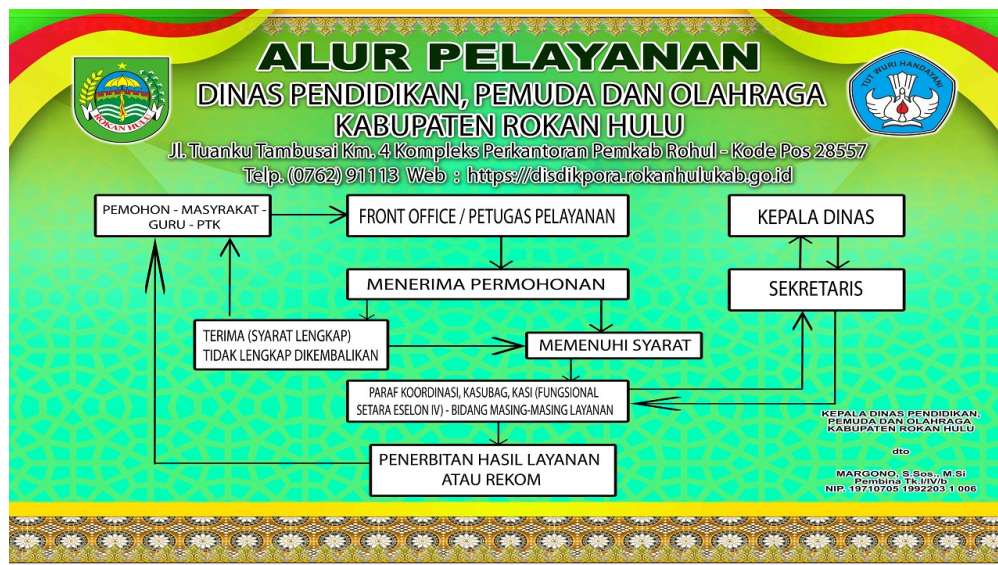 ALUR PELAYANAN
DINAS PENDIDIKAN, PEMUDA DAN OLAHRAGA
KABUPATEN ROKAN HULU
Jl. Tuanku Tambusai Km. 4 Kompleks Perkantoran Pemkab Rohul - Kode Pos 28557
Telp. (0762) 91113 Web : https://disdikpora.rokanhulukab.go.id
ROKAN HULU
TUT WURI HANDAYANI
PEMOHON - MASYRAKAT -
GURU - PTK
FRONT OFFICE / PETUGAS PELAYANAN
KEPALA DINAS
MENERIMA PERMOHONAN
SEKRETARIS
TERIMA (SYARAT LENGKAP)
TIDAK LENGKAP DIKEMBALIKAN
MEMENUHI SYARAT
PARAF KOORDINASI, KASUBAG, KASI (FUNGSIONAL
SETARA ESELON IV) - BIDANG MASING-MASING LAYANAN
PENERBITAN HASIL LAYANAN
ATAU REKOM
KEPALA DINAS PENDIDIKAN,
PEMUDA DAN OLAHRAGA
KABUPATEN ROKAN HULU
dto
MARGONO, S.Sos., M.Si
Pembina Tk.I/IV/b
NIP. 19710705 1992203 1 006